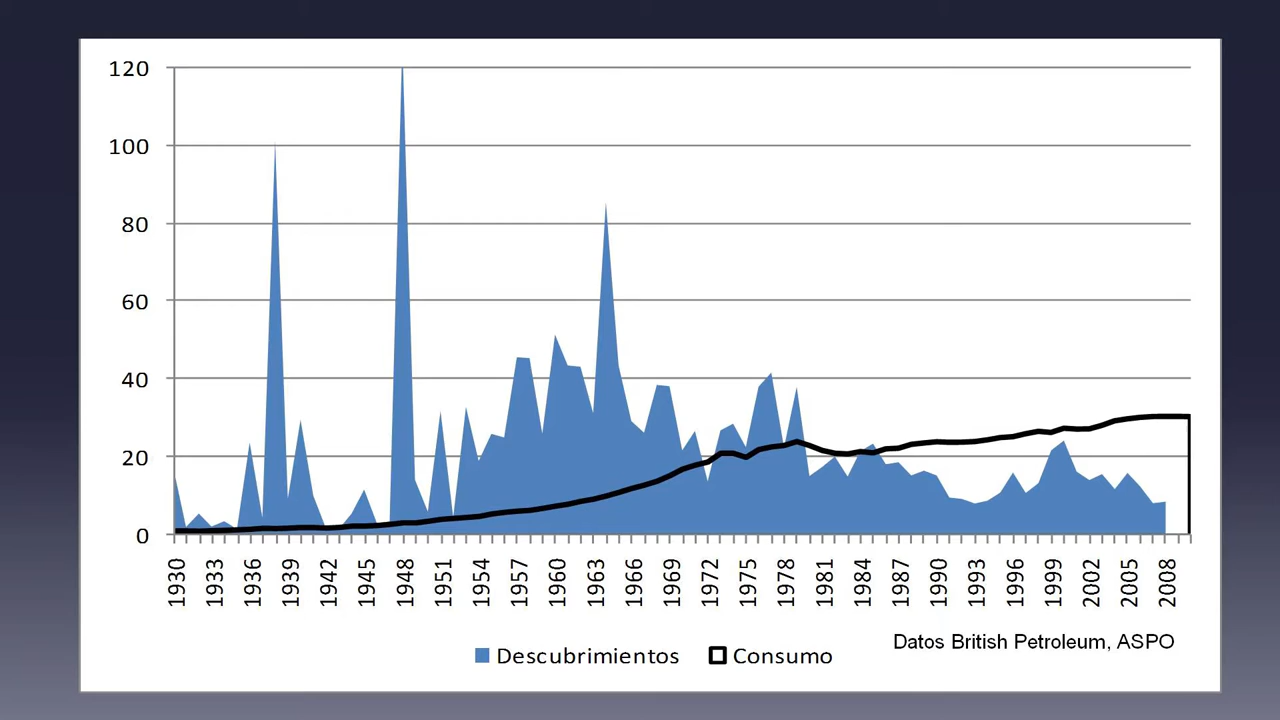 120
100
80
60
40
20
0
1930 1933 1936 1939 1942 1945 1948 1951 1954 1957 1960 1963 1966 1969 1972 1975 1978 1981 1984 1987 1990 1993 1996 1999 2002 2005 2008
Datos British Petroleum, ASPO
Descubrimientos Consumo